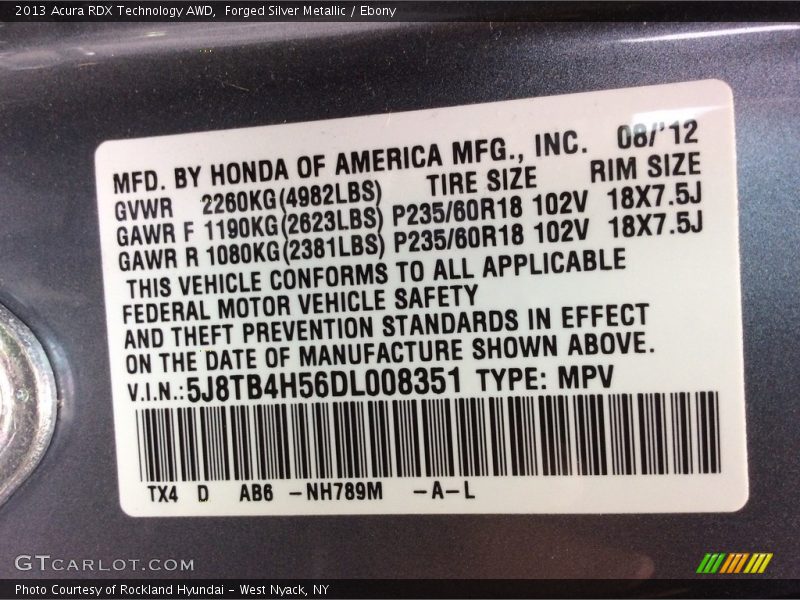 2013 Acura RDX Technology AWD,  Forged Silver Metallic / Ebony
MFD. BY HONDA OF AMERICA MFG., INC. 08/'12
GVWR 2260KG(4982LBS) TIRE SIZE RIM SIZE
GAWR F 1190KG(2623LBS) P235/60R18 102V 18X7.5J
GAWR R 1080KG(2381LBS) P235/60R18 102V 18X7.5J
THIS VEHICLE CONFORMS TO ALL APPLICABLE
FEDERAL MOTOR VEHICLE SAFETY
AND THEFT PREVENTION STANDARDS IN EFFECT
ON THE DATE OF MANUFACTURE SHOWN ABOVE.
V.I.N.:5J8TB4H56DL008351 TYPE: MPV
TX4 D AB6 -NH789M -A-L
GTCARLOT.COM
Photo Courtesy of Rockland Hyundai - West Nyack, NY